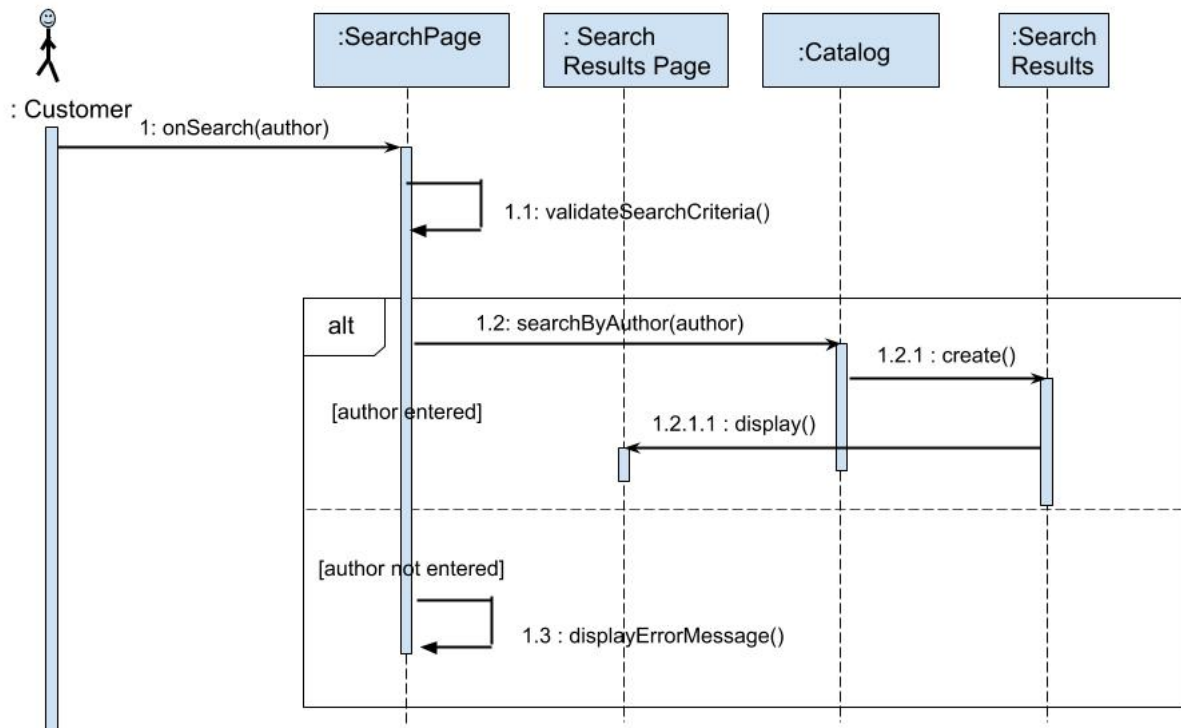 :SearchPage
: Search
Results Page
:Catalog
:Search
Results
: Customer
1: onSearch(author)
1.1: validateSearchCriteria()
alt
1.2: searchByAuthor(author)
1.2.1 : create()
[author entered]
1.2.1.1 : display()
[author not entered]
1.3 : displayErrorMessage()